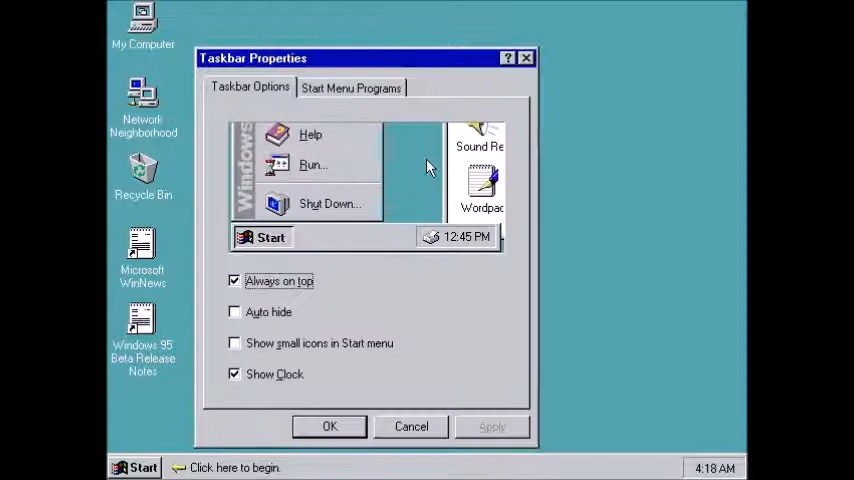 My Computer
Network
Neighborhood
Recycle Bin
Microsoft
WinNews
Windows 95
Beta Release
Notes
Taskbar Properties
Taskbar Options
Start Menu Programs
Windows
Help
Run...
Shut Down...
Sound Re
Wordpad
Start
12:45 PM
Always on top
Auto hide
Show small icons in Start menu
Show Clock
OK
Cancel
Apply
Start
Click here to begin.
4:18 AM